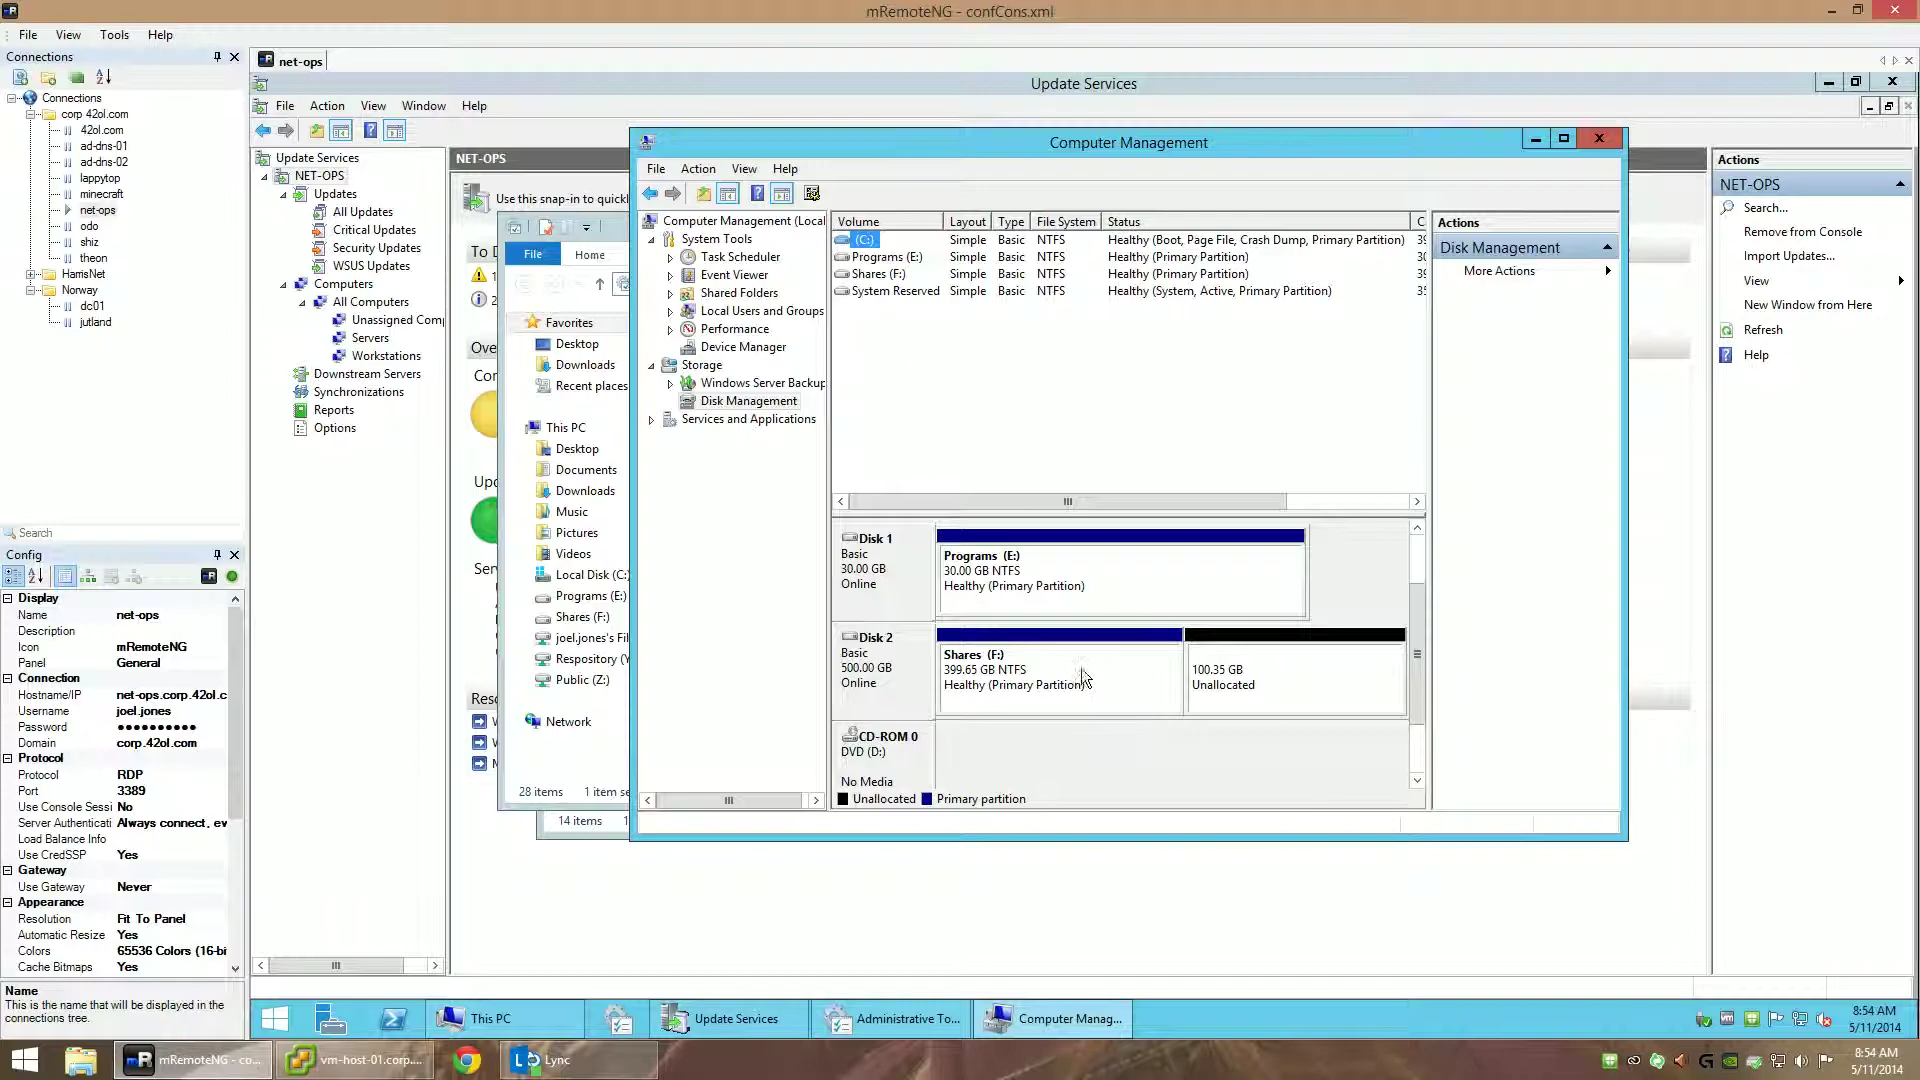 mRemoteNG - confCons.xml
File View Tools Help
Connections
Connections
corp 42ol.com
42ol.com
ad-dns-01
ad-dns-02
lappytop
minecraft
net-ops
odo
shiz
theon
HarrisNet
Norway
dc01
jutland
Search
Config
Display
Name net-ops
Description
Icon mRemoteNG
Panel General
Connection
Hostname/IP net-ops.corp.42ol.c
Username joel.jones
Password ●●●●●●●●●●
Domain corp.42ol.com
Protocol
Protocol RDP
Port 3389
Use Console Sessi No
Server Authenticati Always connect, ev
Load Balance Info
Use CredSSP Yes
Gateway
Use Gateway Never
Appearance
Resolution Fit To Panel
Automatic Resize Yes
Colors 65536 Colors (16-bi
Cache Bitmaps Yes
Name
This is the name that will be displayed in the
connections tree.
net-ops
Update Services
File Action View Window Help
Update Services
NET-OPS
Updates
All Updates
Critical Updates
Security Updates
WSUS Updates
Computers
All Computers
Unassigned Comp
Servers
Workstations
Downstream Servers
Synchronizations
Reports
Options
NET-OPS
Use this snap-in to quickl
To D
1
2
Ove
Con
Upd
Serv
Reso
File Home
Favorites
Desktop
Downloads
Recent places
This PC
Desktop
Documents
Downloads
Music
Pictures
Videos
Local Disk (C:)
Programs (E:)
Shares (F:)
joel.jones's Fil
Respository (Y
Public (Z:)
Network
28 items 1 item se
14 items 1
Computer Management
File Action View Help
Computer Management (Local
System Tools
Task Scheduler
Event Viewer
Shared Folders
Local Users and Groups
Performance
Device Manager
Storage
Windows Server Backup
Disk Management
Services and Applications
Volume Layout Type File System Status C
(C:) Simple Basic NTFS Healthy (Boot, Page File, Crash Dump, Primary Partition) 39
Programs (E:) Simple Basic NTFS Healthy (Primary Partition) 30
Shares (F:) Simple Basic NTFS Healthy (Primary Partition) 39
System Reserved Simple Basic NTFS Healthy (System, Active, Primary Partition) 35
Disk 1
Basic
30.00 GB
Online
Programs (E:)
30.00 GB NTFS
Healthy (Primary Partition)
Disk 2
Basic
500.00 GB
Online
Shares (F:)
399.65 GB NTFS
Healthy (Primary Partition)
100.35 GB
Unallocated
CD-ROM 0
DVD (D:)
No Media
Unallocated Primary partition
Actions
Disk Management
More Actions
Actions
NET-OPS
Search...
Remove from Console
Import Updates...
View
New Window from Here
Refresh
Help
This PC Update Services Administrative To... Computer Manag...
8:54 AM
5/11/2014
mRemoteNG - co... vm-host-01.corp.... Lync
8:54 AM
5/11/2014